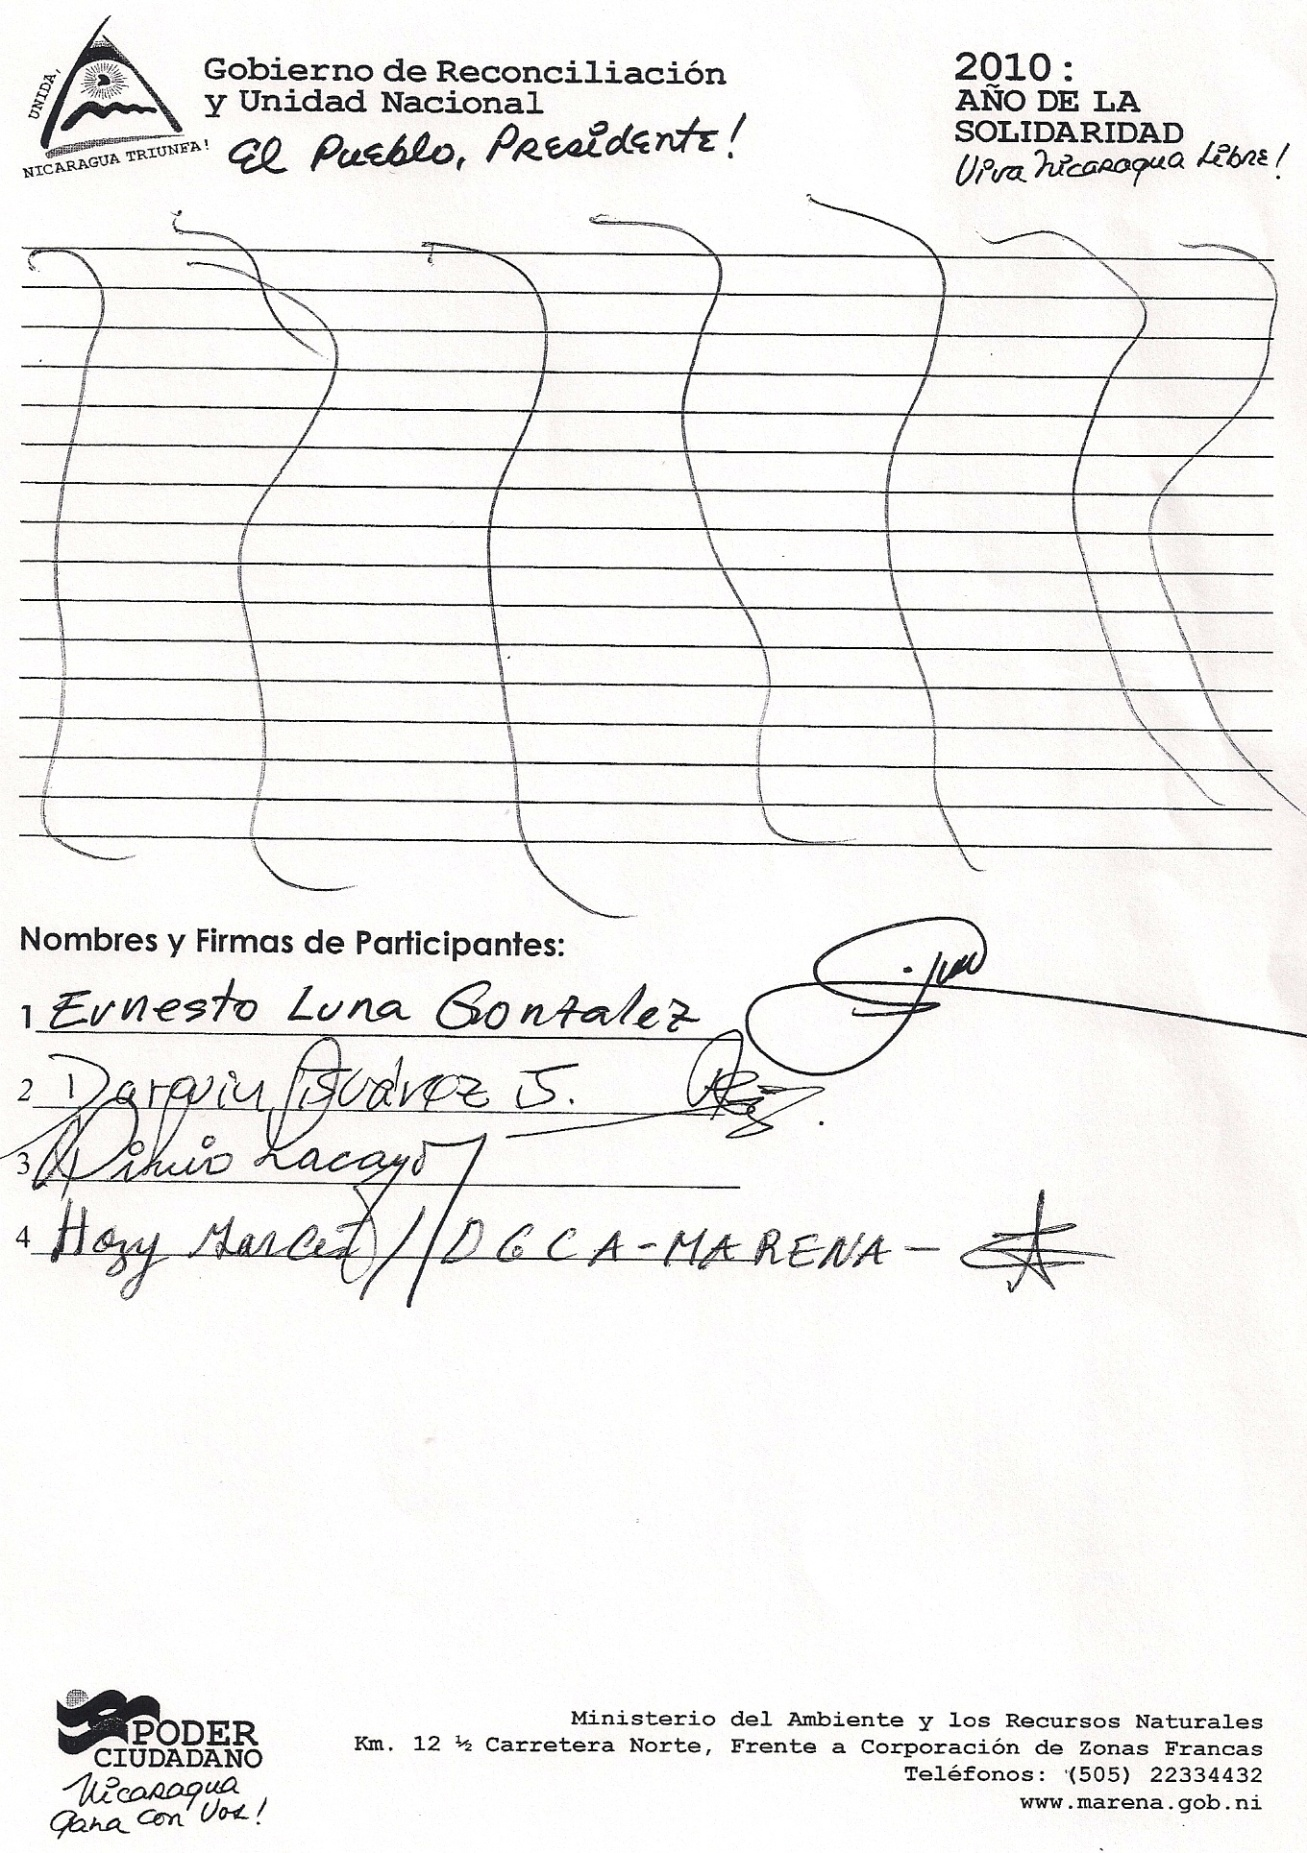 UNIDA,
NICARAGUA TRIUNFA!
Gobierno de Reconciliación
y Unidad Nacional
El Pueblo, Presidente!
2010:
AÑO DE LA
SOLIDARIDAD
Viva Nicaragua Libre!
Nombres y Firmas de Participantes:
1 Ernesto Luna Gonzalez
2 Suárez J.
3 Lacayo
4 DGCA-MARENA-
PODER
CIUDADANO
Nicaragua
Gana con Vos!
Ministerio del Ambiente y los Recursos Naturales
Km. 12 ½ Carretera Norte, Frente a Corporación de Zonas Francas
Teléfonos: (505) 22334432
www.marena.gob.ni